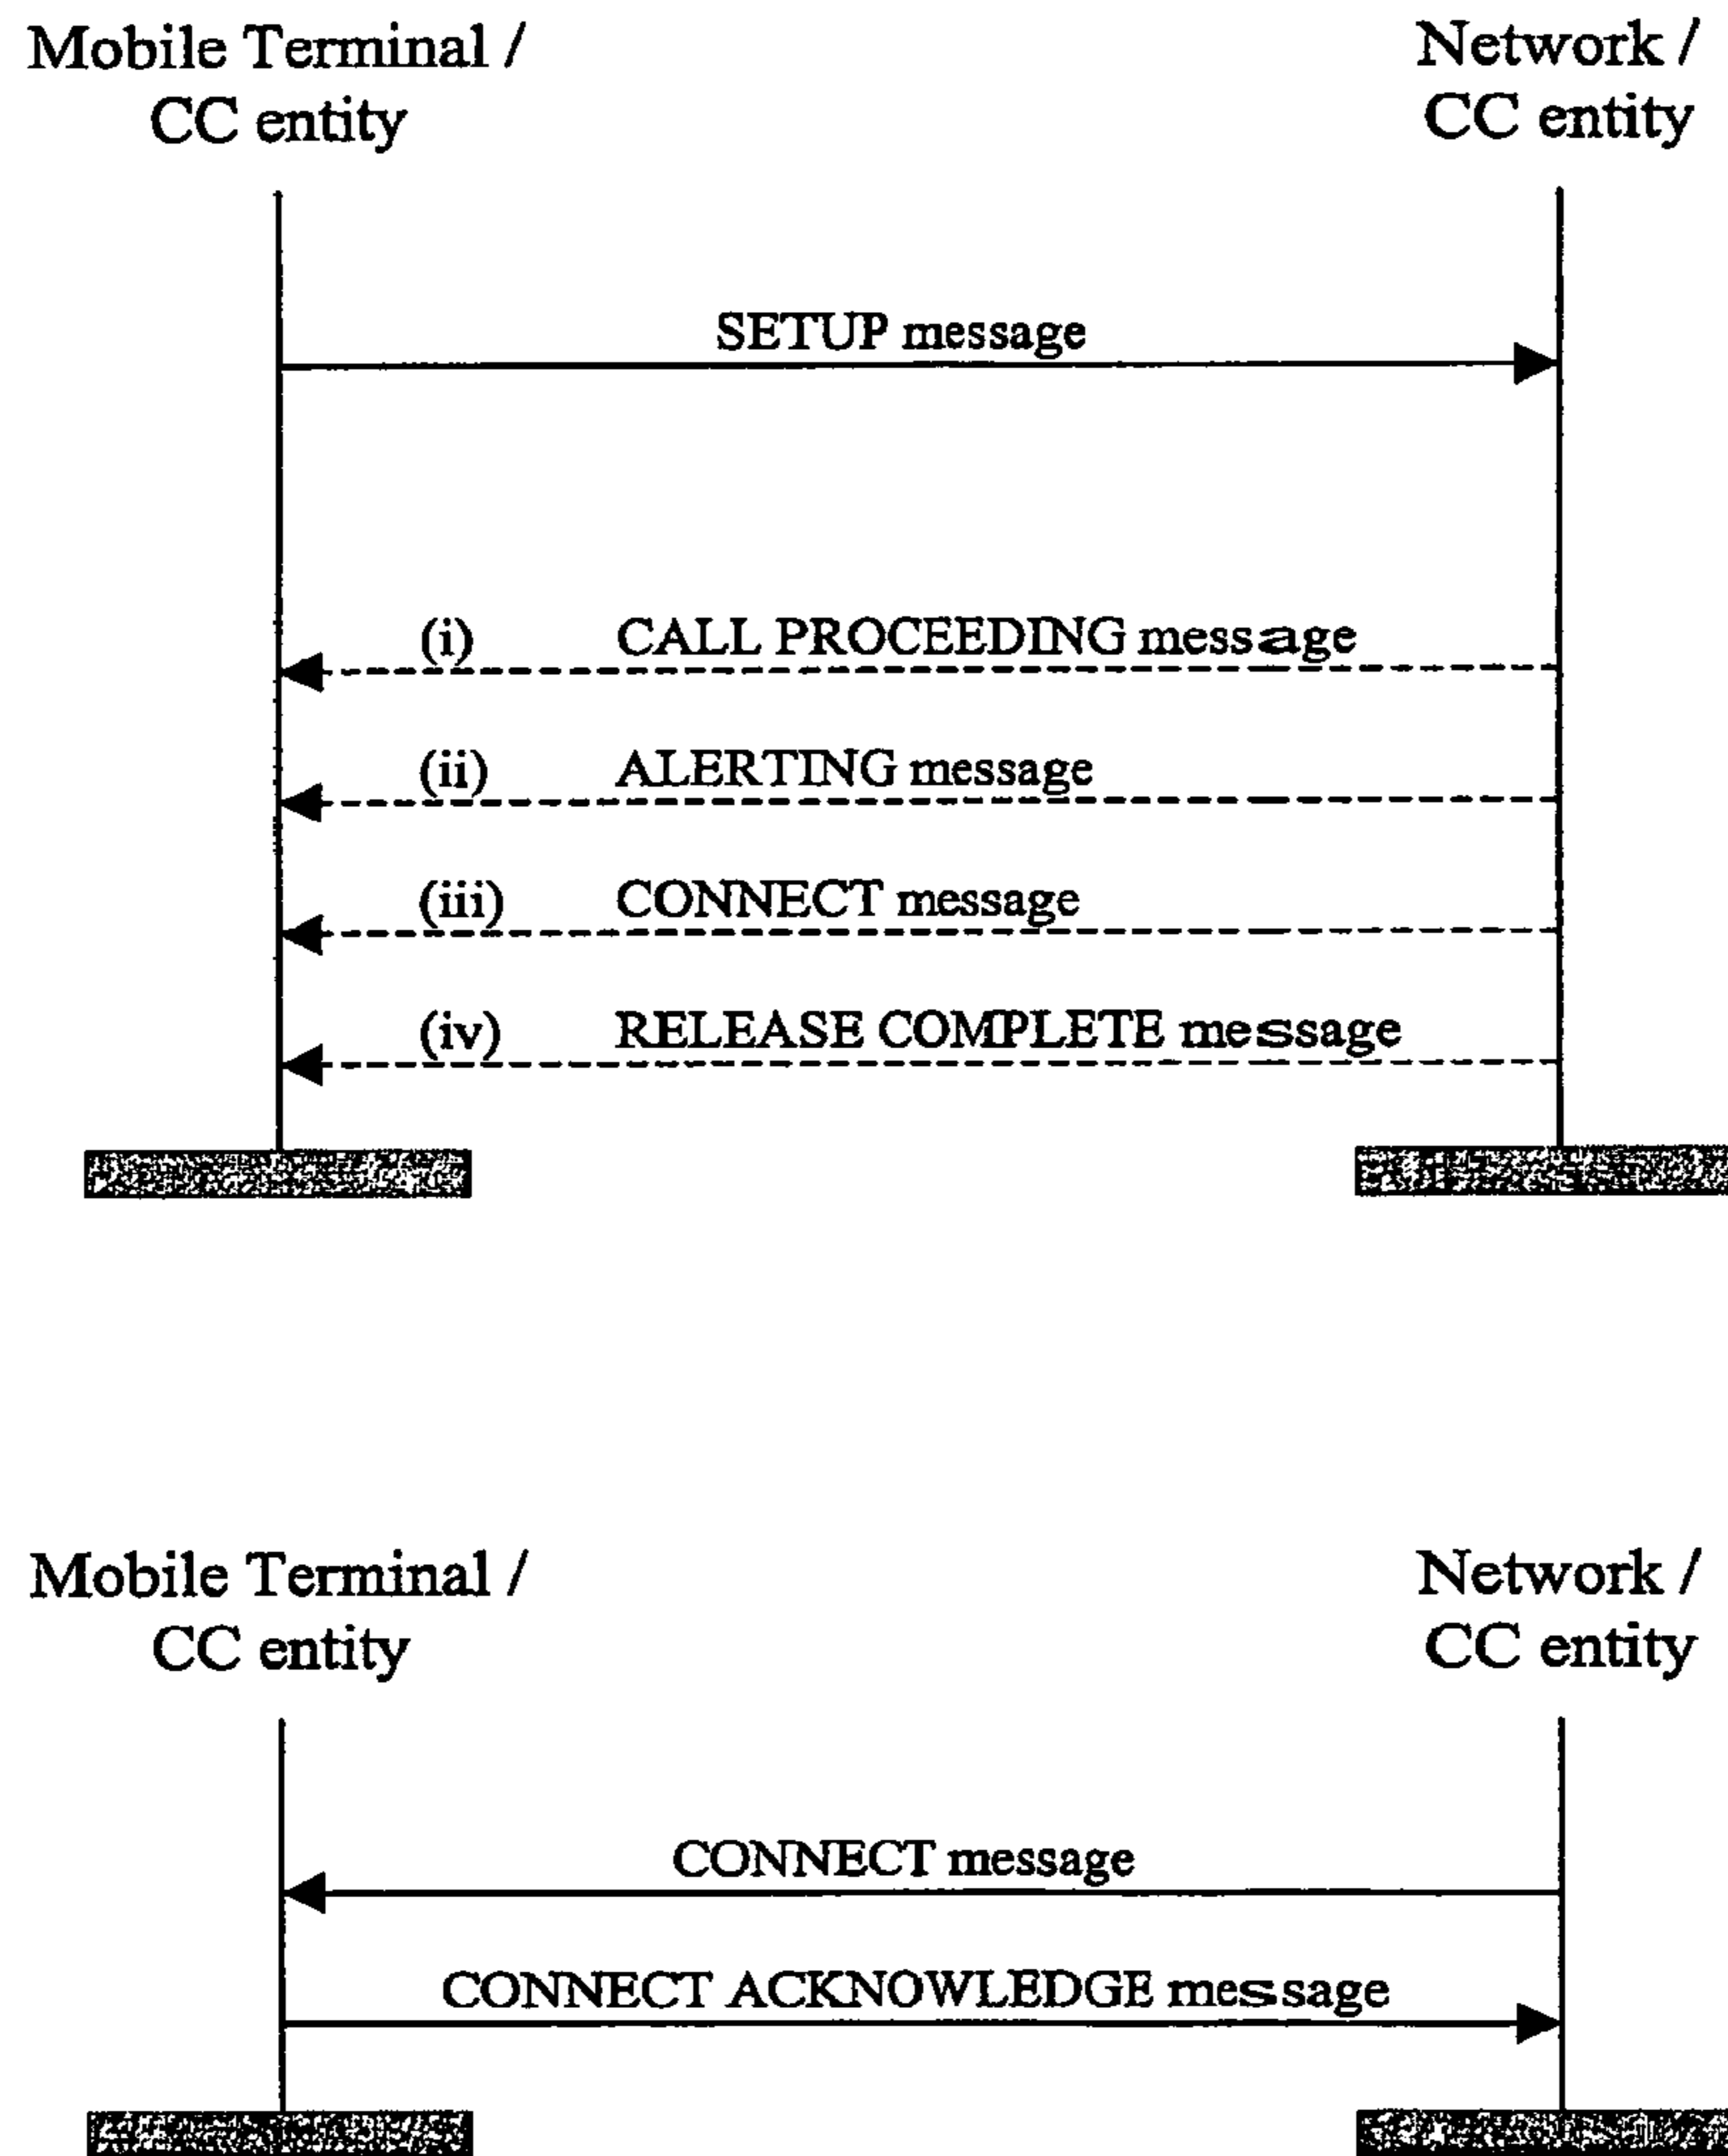 Mobile Terminal /
CC entity
Network /
CC entity
SETUP message
(i) CALL PROCEEDING message
(ii) ALERTING message
(iii) CONNECT message
(iv) RELEASE COMPLETE message
Mobile Terminal /
CC entity
Network /
CC entity
CONNECT message
CONNECT ACKNOWLEDGE message